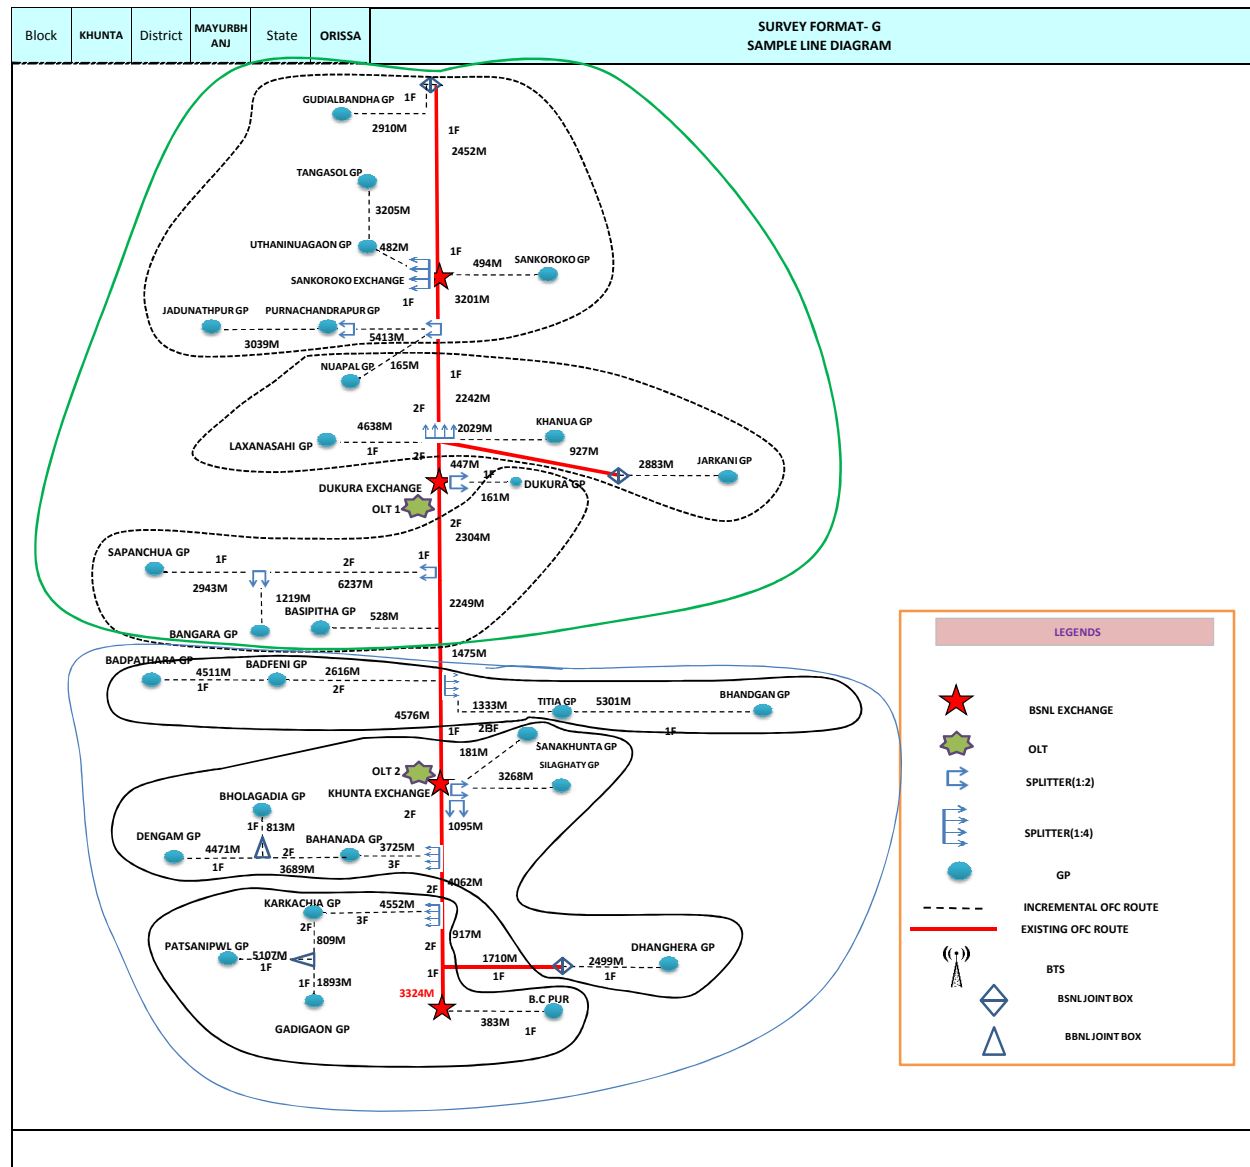 Block KHUNTA District MAYURBH ANJ State ORISSA
SURVEY FORMAT- G
SAMPLE LINE DIAGRAM
GUDIALBANDHA GP
1F
2910M
1F
2452M
TANGASOL GP
3205M
UTHANINUAGAON GP
482M
1F
SANKOROKO GP
494M
SANKOROKO EXCHANGE
1F
3201M
JADUNATHPUR GP
PURNACHANDRAPUR GP
3039M
5413M
NUAPAL GP
165M
1F
2242M
2F
4638M
2029M
KHANUA GP
LAXANASAHI GP
1F
2F
927M
447M
2883M
JARKANI GP
1F
DUKURA EXCHANGE
161M
DUKURA GP
OLT 1
2F
2304M
SAPANCHUA GP
1F
2F
1F
2943M
6237M
1219M
2249M
BASIPITHA GP
528M
BANGARA GP
1475M
BADPATHARA GP
BADFENI GP
4511M
2616M
1F
2F
4576M
1333M
TITIA GP
5301M
BHANDGAN GP
1F
2F
3F
1F
181M
SANAKHUNTA GP
SILAGHATY GP
OLT 2
3268M
KHUNTA EXCHANGE
BHOLAGADIA GP
2F
1095M
1F
813M
DENGAM GP
BAHANADA GP
4471M
2F
3725M
1F
3689M
3F
4062M
2F
KARKACHIA GP
4552M
3F
2F
917M
PATSANIPWL GP
809M
2F
5107M
1F
1710M
2499M
DHANGHERA GP
1F
1F
1F
1F
1893M
3324M
B.C PUR
GADIGAON GP
383M
1F
LEGENDS
BSNL EXCHANGE
OLT
SPLITTER(1:2)
SPLITTER(1:4)
GP
INCREMENTAL OFC ROUTE
EXISTING OFC ROUTE
BTS
BSNL JOINT BOX
BBNL JOINT BOX